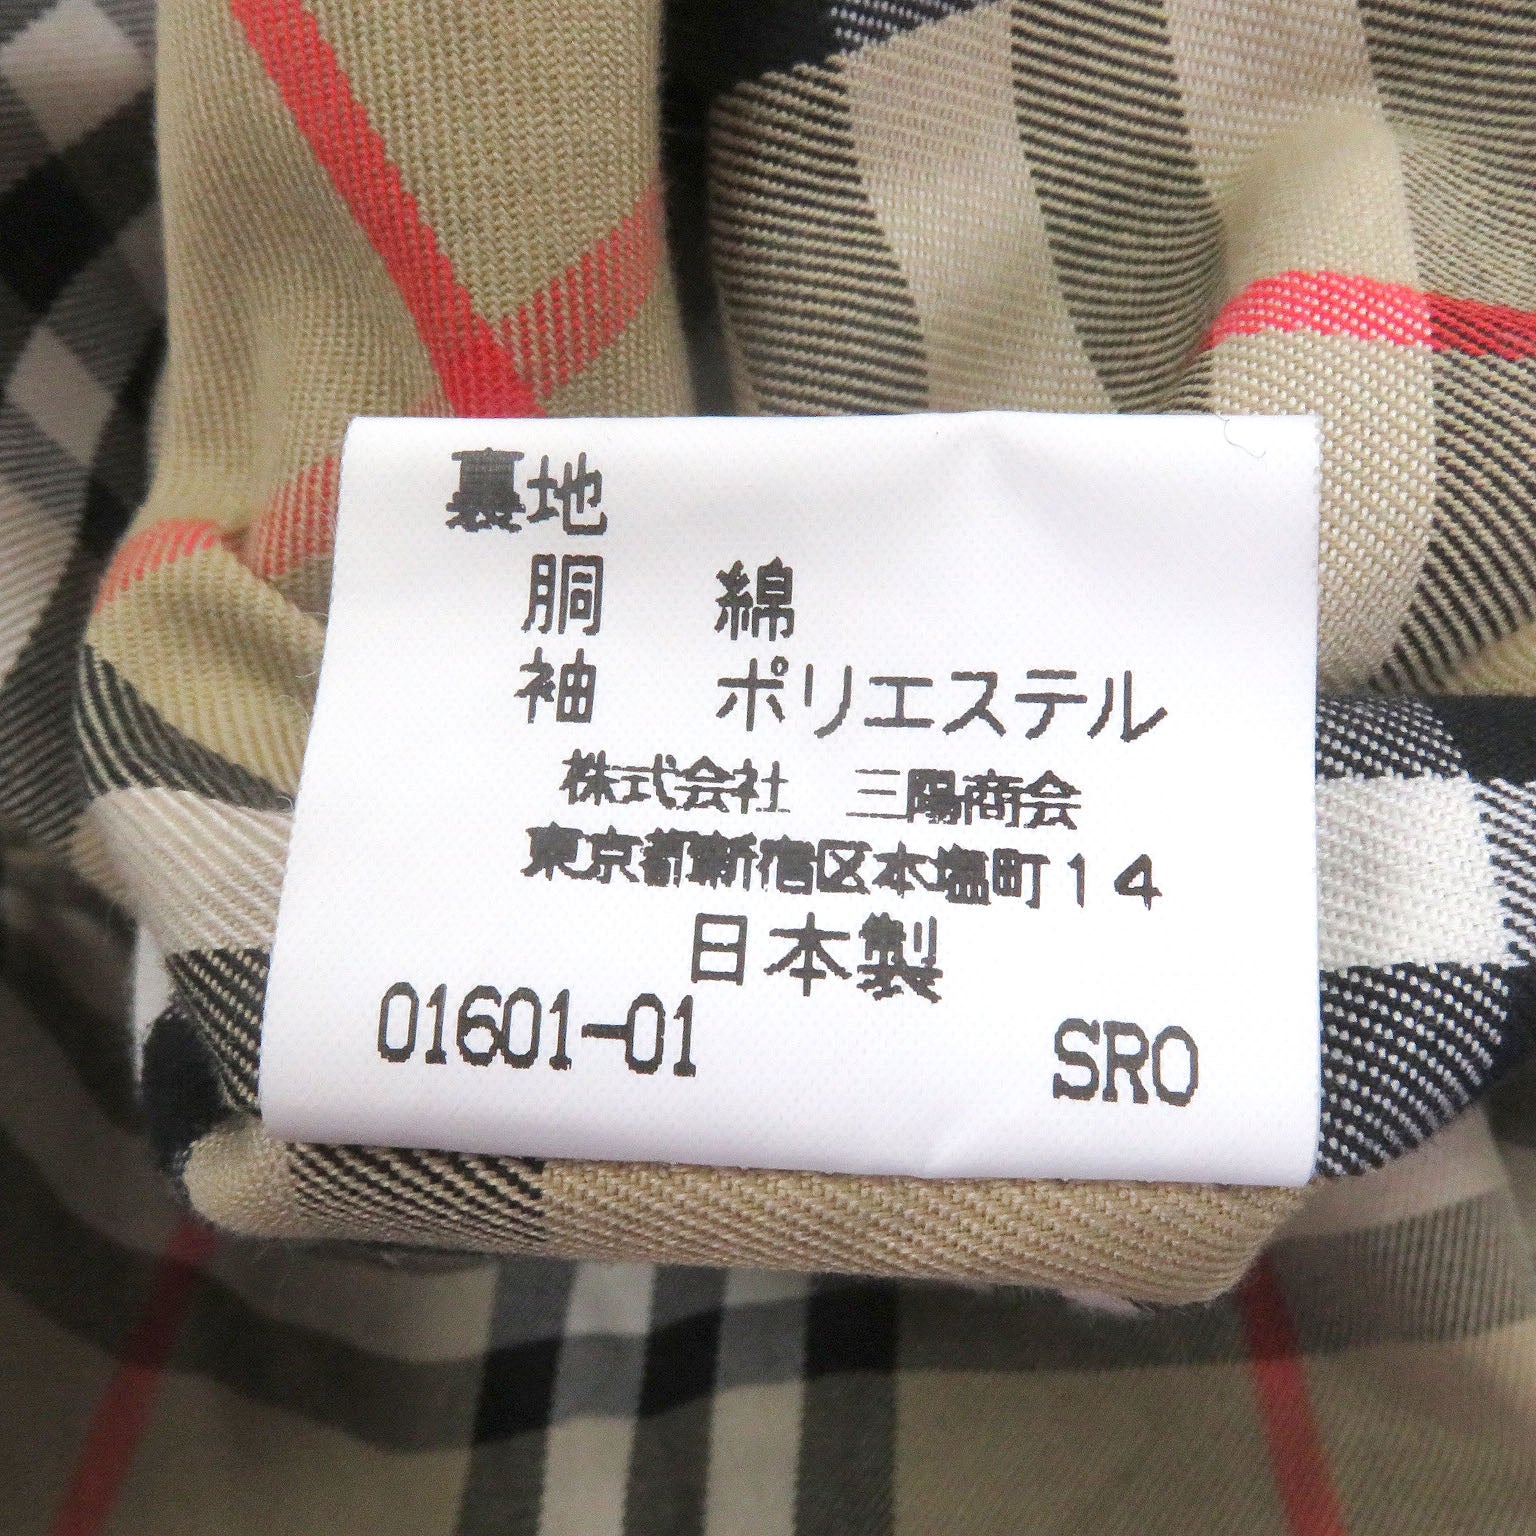 裏地
胴 綿
袖 ポリエステル
株式会社 三陽商会
東京都新宿区本塩町14
日本製
01601-01 SRO